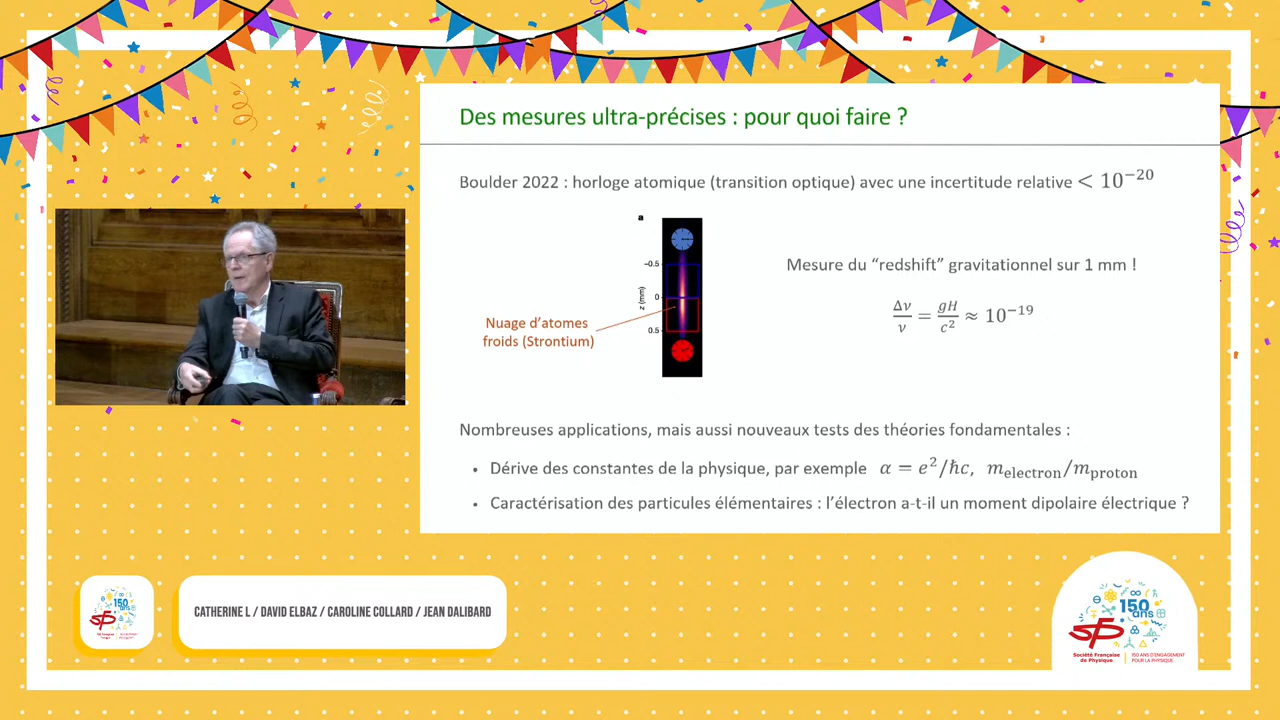 Des mesures ultra-précises : pour quoi faire ?
Boulder 2022 : horloge atomique (transition optique) avec une incertitude relative < 10⁻²⁰
a
−0.5
0
0.5
z (mm)
Nuage d'atomes
froids (Strontium)
Mesure du "redshift" gravitationnel sur 1 mm !
Δν/ν = gH/c² ≈ 10⁻¹⁹
Nombreuses applications, mais aussi nouveaux tests des théories fondamentales :
• Dérive des constantes de la physique, par exemple α = e²/ħc, m_electron/m_proton
• Caractérisation des particules élémentaires : l'électron a-t-il un moment dipolaire électrique ?
150
ans
sfp
CATHERINE L / DAVID ELBAZ / CAROLINE COLLARD / JEAN DALIBARD
150
ans
sfp
Société Française
de Physique
150 ANS D'ENGAGEMENT
POUR LA PHYSIQUE